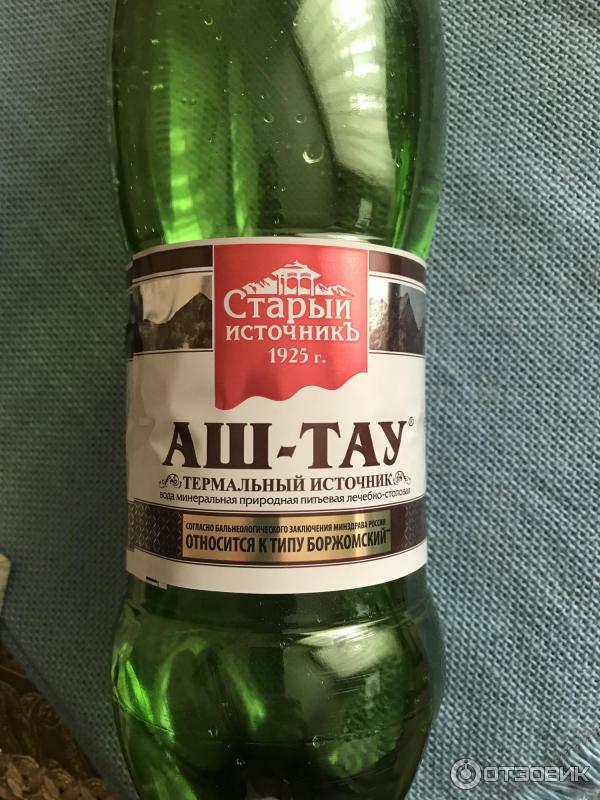 Старый
источникЪ
1925 г.
АШ-ТАУ®
ТЕРМАЛЬНЫЙ ИСТОЧНИК
вода минеральная природная питьевая лечебно-столовая
СОГЛАСНО БАЛЬНЕОЛОГИЧЕСКОГО ЗАКЛЮЧЕНИЯ МИНЗДРАВА РОССИИ
ОТНОСИТСЯ К ТИПУ БОРЖОМСКИЙ**
ОТЗОВИК